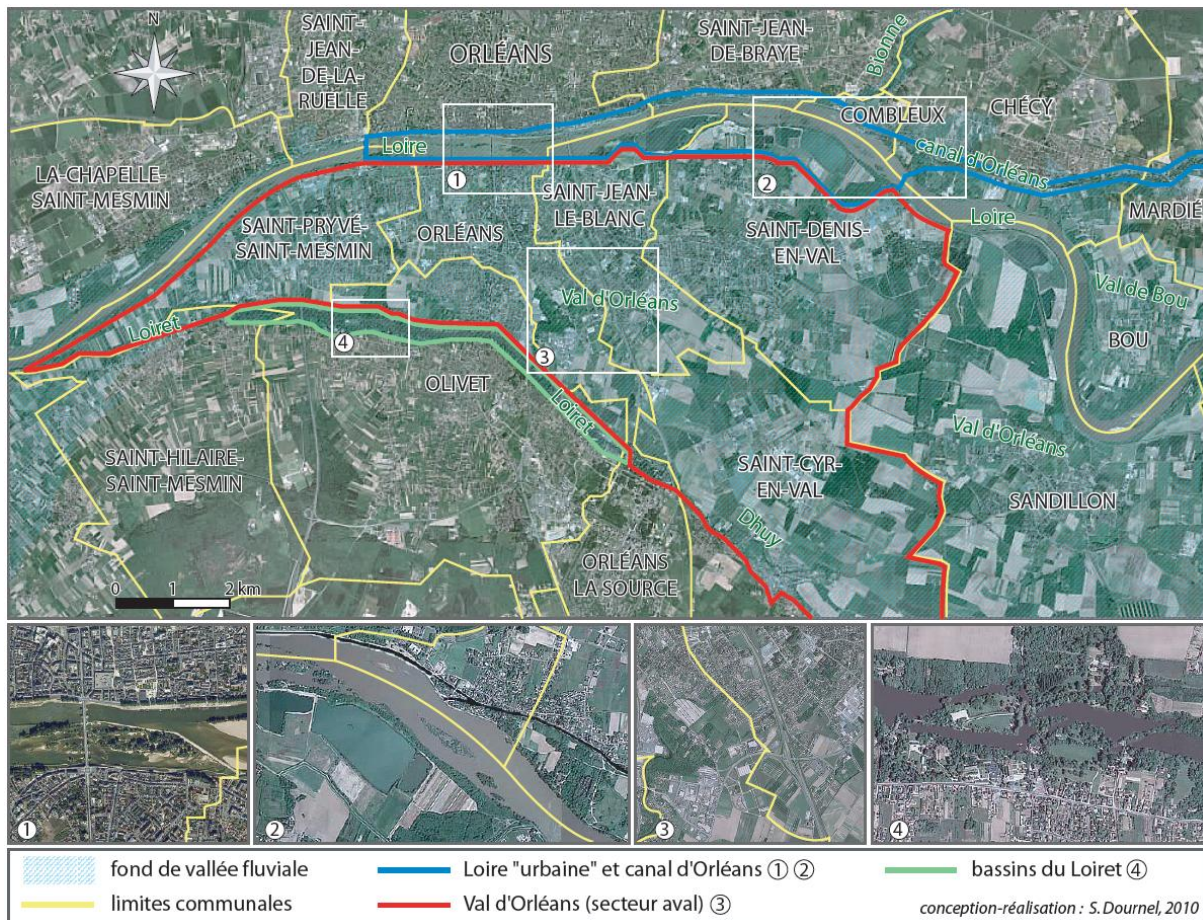 N
SAINT-
JEAN-
DE-LA-
RUELLE
ORLÉANS
SAINT-JEAN-
DE-BRAYE
Bionne
CHÉCY
COMBLEUX
canal d'Orléans
LA-CHAPELLE-
SAINT-MESMIN
Loire
①
②
SAINT-PRYVÉ-
SAINT-MESMIN
ORLÉANS
SAINT JEAN-
LE-BLANC
SAINT-DENIS-
EN-VAL
Loire
MARDIÉ
Val d'Orléans
Val de Bou
BOU
Loiret
④
③
OLIVET
Loiret
SAINT-HILAIRE-
SAINT-MESMIN
SAINT-CYR-
EN-VAL
Val d'Orléans
SANDILLON
Dhuy
ORLÉANS
LA SOURCE
0 1 2 km
①
②
③
④
fond de vallée fluviale
Loire "urbaine" et canal d'Orléans ① ②
bassins du Loiret ④
limites communales
Val d'Orléans (secteur aval) ③
conception-réalisation : S. Dournel, 2010